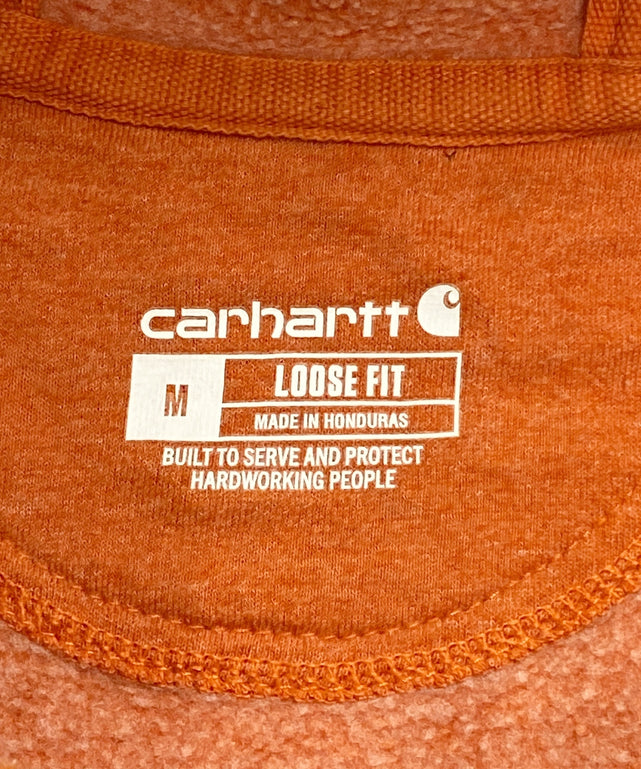 carhartt
M
LOOSE FIT
MADE IN HONDURAS
BUILT TO SERVE AND PROTECT
HARDWORKING PEOPLE